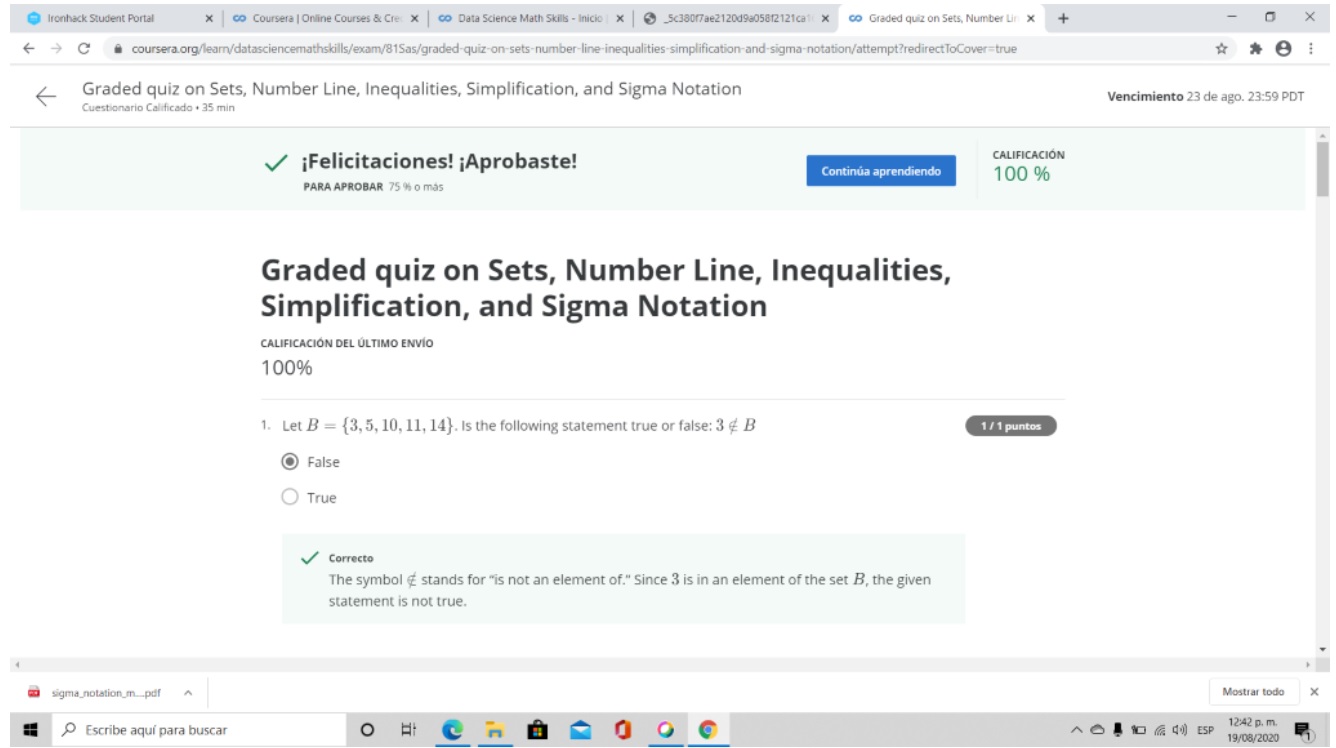 Ironhack Student Portal
Coursera | Online Courses & Cre
Data Science Math Skills - Inicio |
_5c380f7ae2120d9a058f2121ca1
Graded quiz on Sets, Number Lin
coursera.org/learn/datasciencemathskills/exam/81Sas/graded-quiz-on-sets-number-line-inequalities-simplification-and-sigma-notation/attempt?redirectToCover=true
Graded quiz on Sets, Number Line, Inequalities, Simplification, and Sigma Notation
Cuestionario Calificado • 35 min
Vencimiento 23 de ago. 23:59 PDT
¡Felicitaciones! ¡Aprobaste!
PARA APROBAR 75 % o más
Continúa aprendiendo
CALIFICACIÓN
100 %
Graded quiz on Sets, Number Line, Inequalities,
Simplification, and Sigma Notation
CALIFICACIÓN DEL ÚLTIMO ENVÍO
100%
1. Let B = {3, 5, 10, 11, 14}. Is the following statement true or false: 3 ∉ B
1 / 1 puntos
False
True
Correcto
The symbol ∉ stands for “is not an element of.” Since 3 is in an element of the set B, the given
statement is not true.
sigma_notation_m....pdf
Mostrar todo
Escribe aquí para buscar
ESP
12:42 p. m.
19/08/2020
1